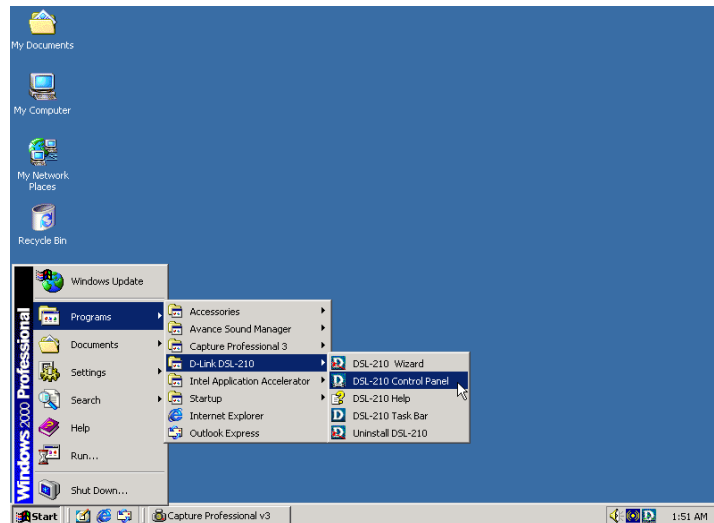 My Documents
My Computer
My Network
Places
Recycle Bin
Windows 2000 Professional
Windows Update
Programs
Documents
Settings
Search
Help
Run...
Shut Down...
Accessories
Avance Sound Manager
Capture Professional 3
D-Link DSL-210
Intel Application Accelerator
Startup
Internet Explorer
Outlook Express
DSL-210 Wizard
DSL-210 Control Panel
DSL-210 Help
DSL-210 Task Bar
Uninstall DSL-210
Start
Capture Professional v3
1:51 AM